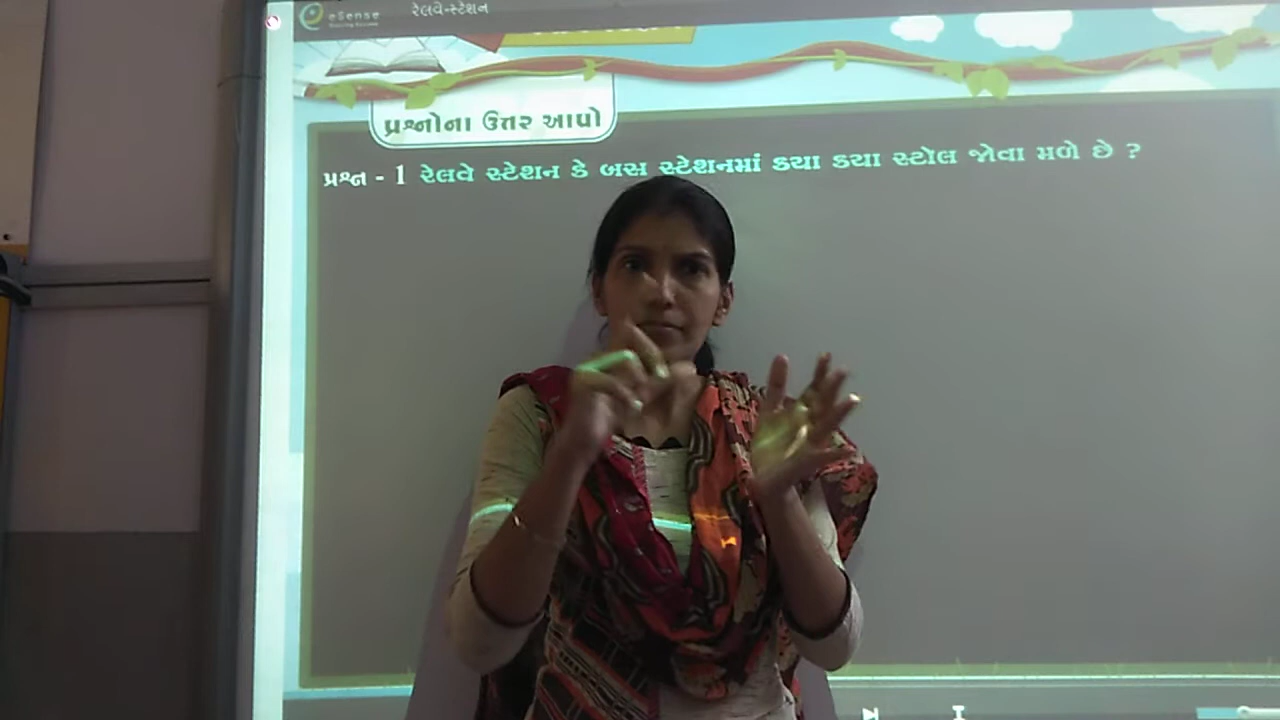 eSense
રેલવેસ્ટેશન
પ્રશ્નોના ઉત્તર આપો
પ્રશ્ન - 1 રેલવે સ્ટેશન કે બસ સ્ટેશનમાં કયા કયા સ્ટોલ જોવા મળે છે ?